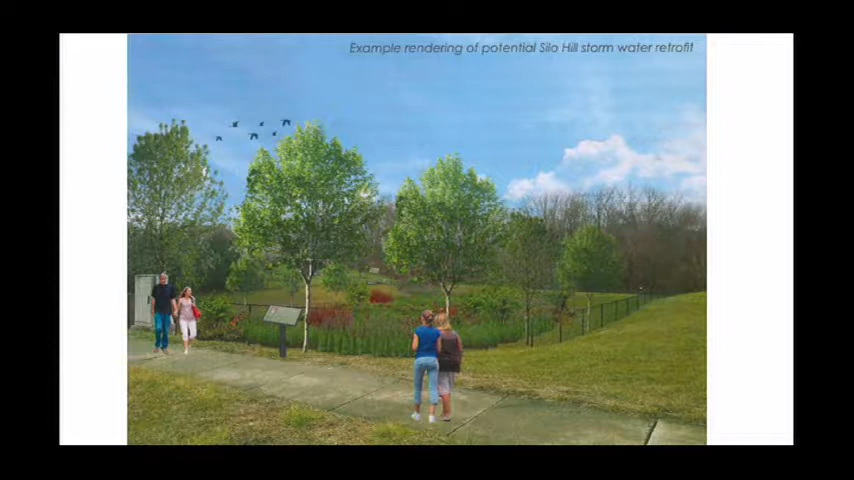 Example rendering of potential Silo Hill storm water retrofit